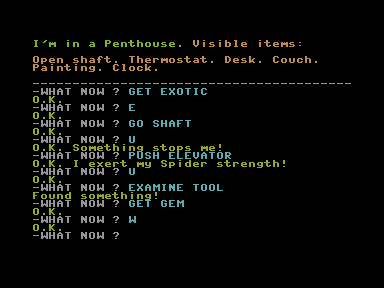 I'm in a Penthouse. Visible items:
Open shaft. Thermostat. Desk. Couch.
Painting. Clock.
-WHAT NOW ? GET EXOTIC
O.K.
-WHAT NOW ? E
O.K.
-WHAT NOW ? GO SHAFT
O.K.
-WHAT NOW ? U
O.K. Something stops me!
-WHAT NOW ? PUSH ELEVATOR
O.K. I exert my Spider strength!
-WHAT NOW ? U
O.K.
-WHAT NOW ? EXAMINE TOOL
Found something!
-WHAT NOW ? GET GEM
O.K.
-WHAT NOW ? W
O.K.
-WHAT NOW ?